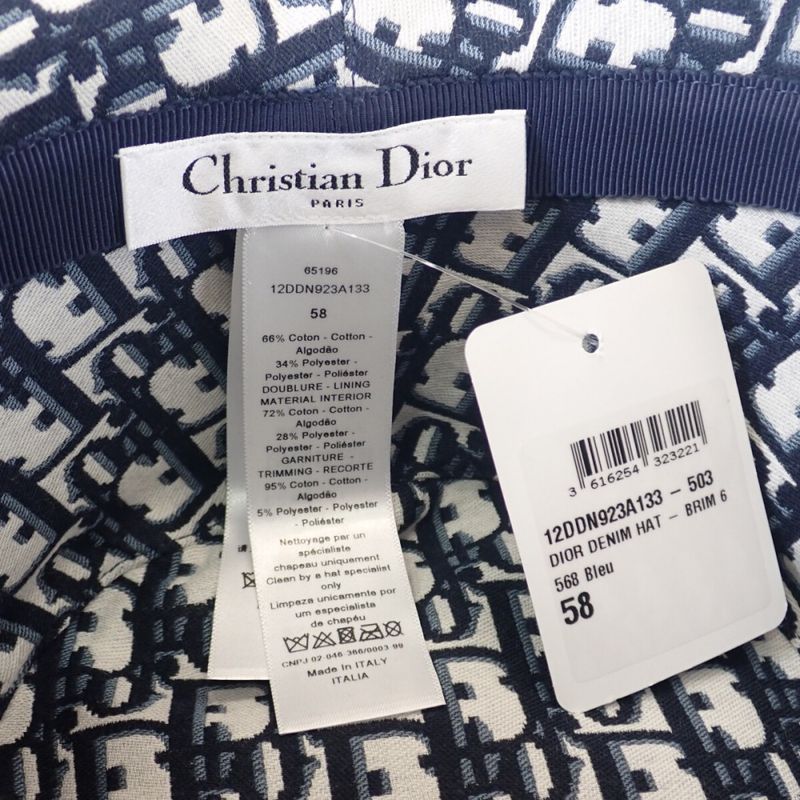 Christian Dior
PARIS
65196
12DDN923A133
58
66% Coton - Cotton -
Algodão
34% Polyester -
Polyester - Poliéster
DOUBLURE - LINING
MATERIAL INTERIOR
72% Coton - Cotton -
Algodão
28% Polyester -
Polyester - Poliéster
GARNITURE -
TRIMMING - RECORTE
95% Coton - Cotton -
Algodão
5% Polyester - Polyester
- Poliéster
Nettoyage par un
spécialiste
chapeau uniquement
Clean by a hat specialist
only
Limpeza unicamente por
um especialista
de chapéu
CNPJ 02 046 366/0003 99
Made In ITALY
ITALIA
3 616254 323221
12DDN923A133 - 503
DIOR DENIM HAT - BRIM 6
568 Bleu
58